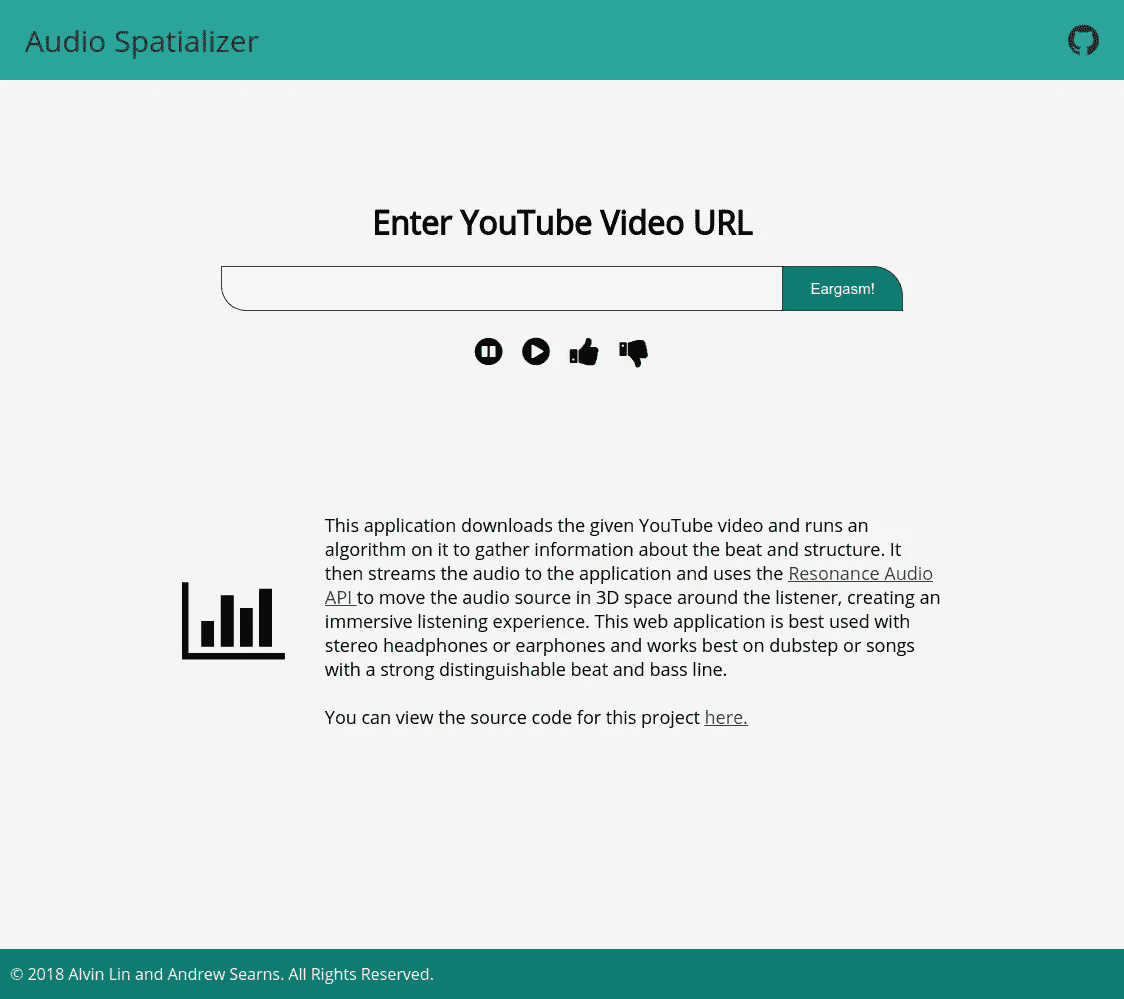 Audio Spatializer
Enter YouTube Video URL
Eargasm!
This application downloads the given YouTube video and runs an
algorithm on it to gather information about the beat and structure. It
then streams the audio to the application and uses the Resonance Audio
API to move the audio source in 3D space around the listener, creating an
immersive listening experience. This web application is best used with
stereo headphones or earphones and works best on dubstep or songs
with a strong distinguishable beat and bass line.
You can view the source code for this project here.
© 2018 Alvin Lin and Andrew Searns. All Rights Reserved.